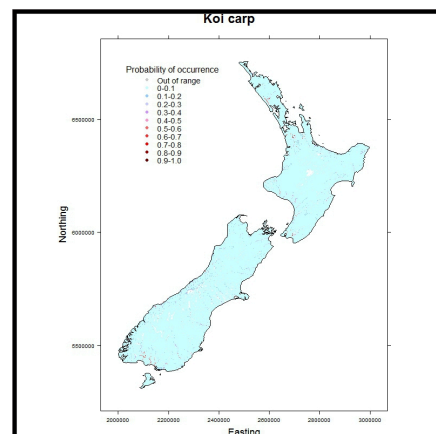 Koi carp
Probability of occurrence
Out of range
0-0.1
0.1-0.2
0.2-0.3
0.3-0.4
0.4-0.5
0.5-0.6
0.6-0.7
0.7-0.8
0.8-0.9
0.9-1.0
Northing
6500000
6000000
5500000
2000000 2200000 2400000 2600000 2800000 3000000
Easting